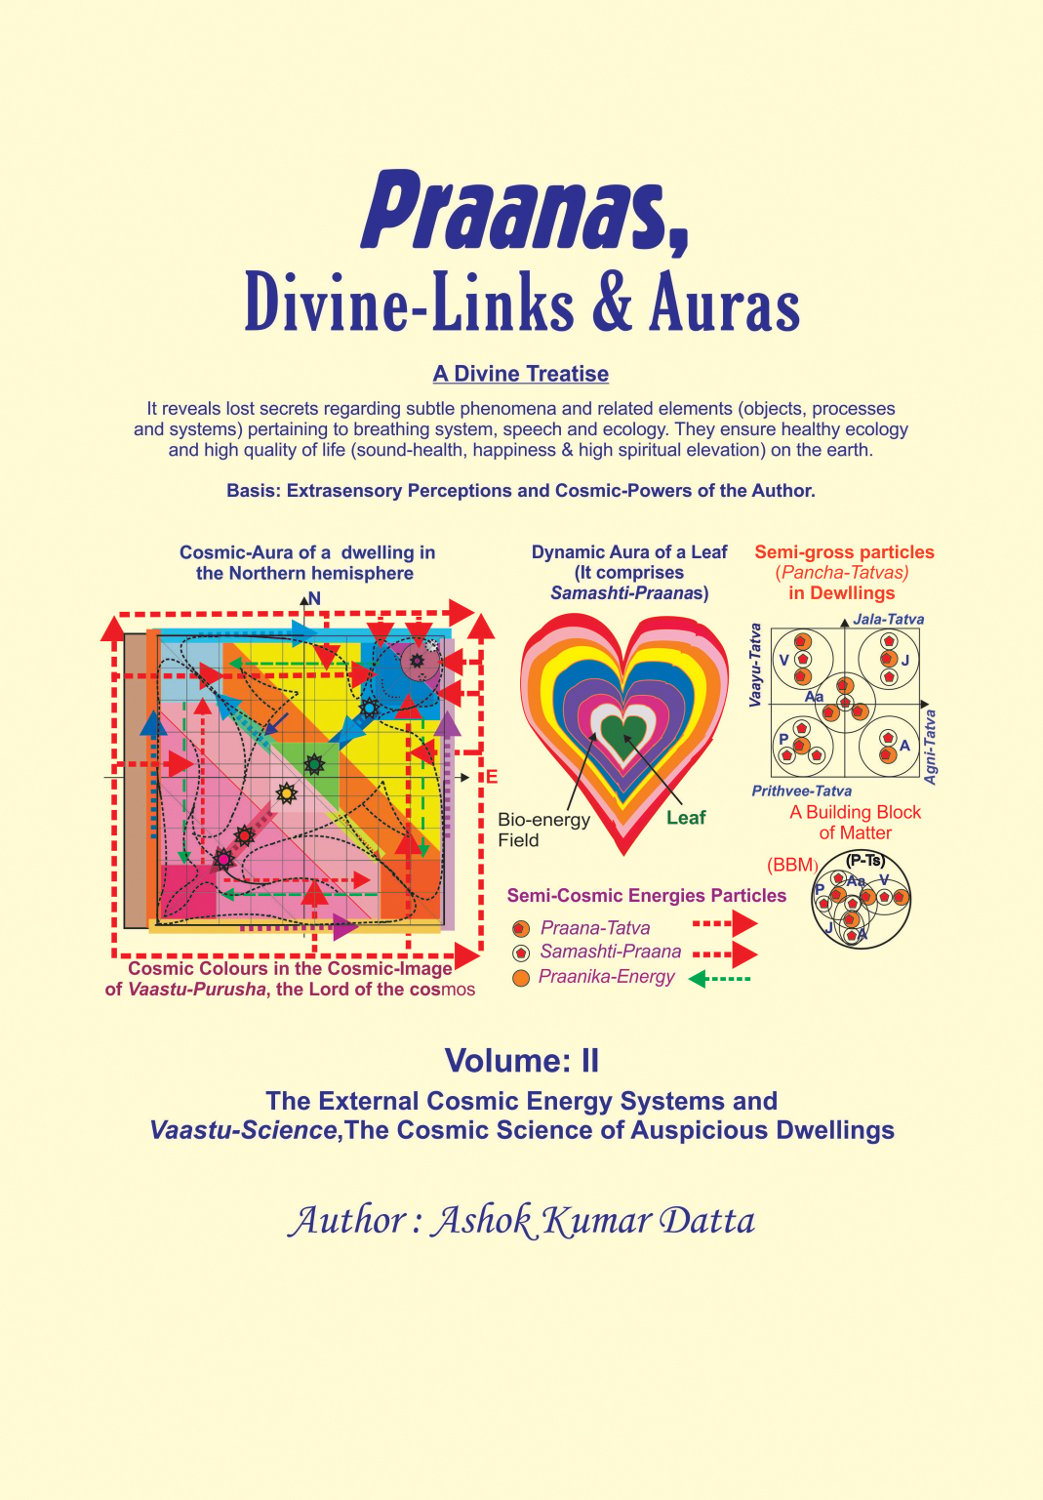 Praanas,
Divine-Links & Auras
A Divine Treatise
It reveals lost secrets regarding subtle phenomena and related elements (objects, processes
and systems) pertaining to breathing system, speech and ecology. They ensure healthy ecology
and high quality of life (sound-health, happiness & high spiritual elevation) on the earth.
Basis: Extrasensory Perceptions and Cosmic-Powers of the Author.
Cosmic-Aura of a dwelling in
the Northern hemisphere
N
E
Cosmic Colours in the Cosmic-Image
of Vaastu-Purusha, the Lord of the cosmos
Dynamic Aura of a Leaf
(It comprises
Samashti-Praanas)
Bio-energy
Field
Leaf
Semi-gross particles
(Pancha-Tatvas)
in Dewllings
Jala-Tatva
Vaayu-Tatva
V
J
Aa
P
A
Agni-Tatva
Prithvee-Tatva
A Building Block
of Matter
(BBM)
(P-Ts)
P
Aa
V
J
A
Semi-Cosmic Energies Particles
Praana-Tatva
Samashti-Praana
Praanika-Energy
Volume: II
The External Cosmic Energy Systems and
Vaastu-Science,The Cosmic Science of Auspicious Dwellings
Author : Ashok Kumar Datta